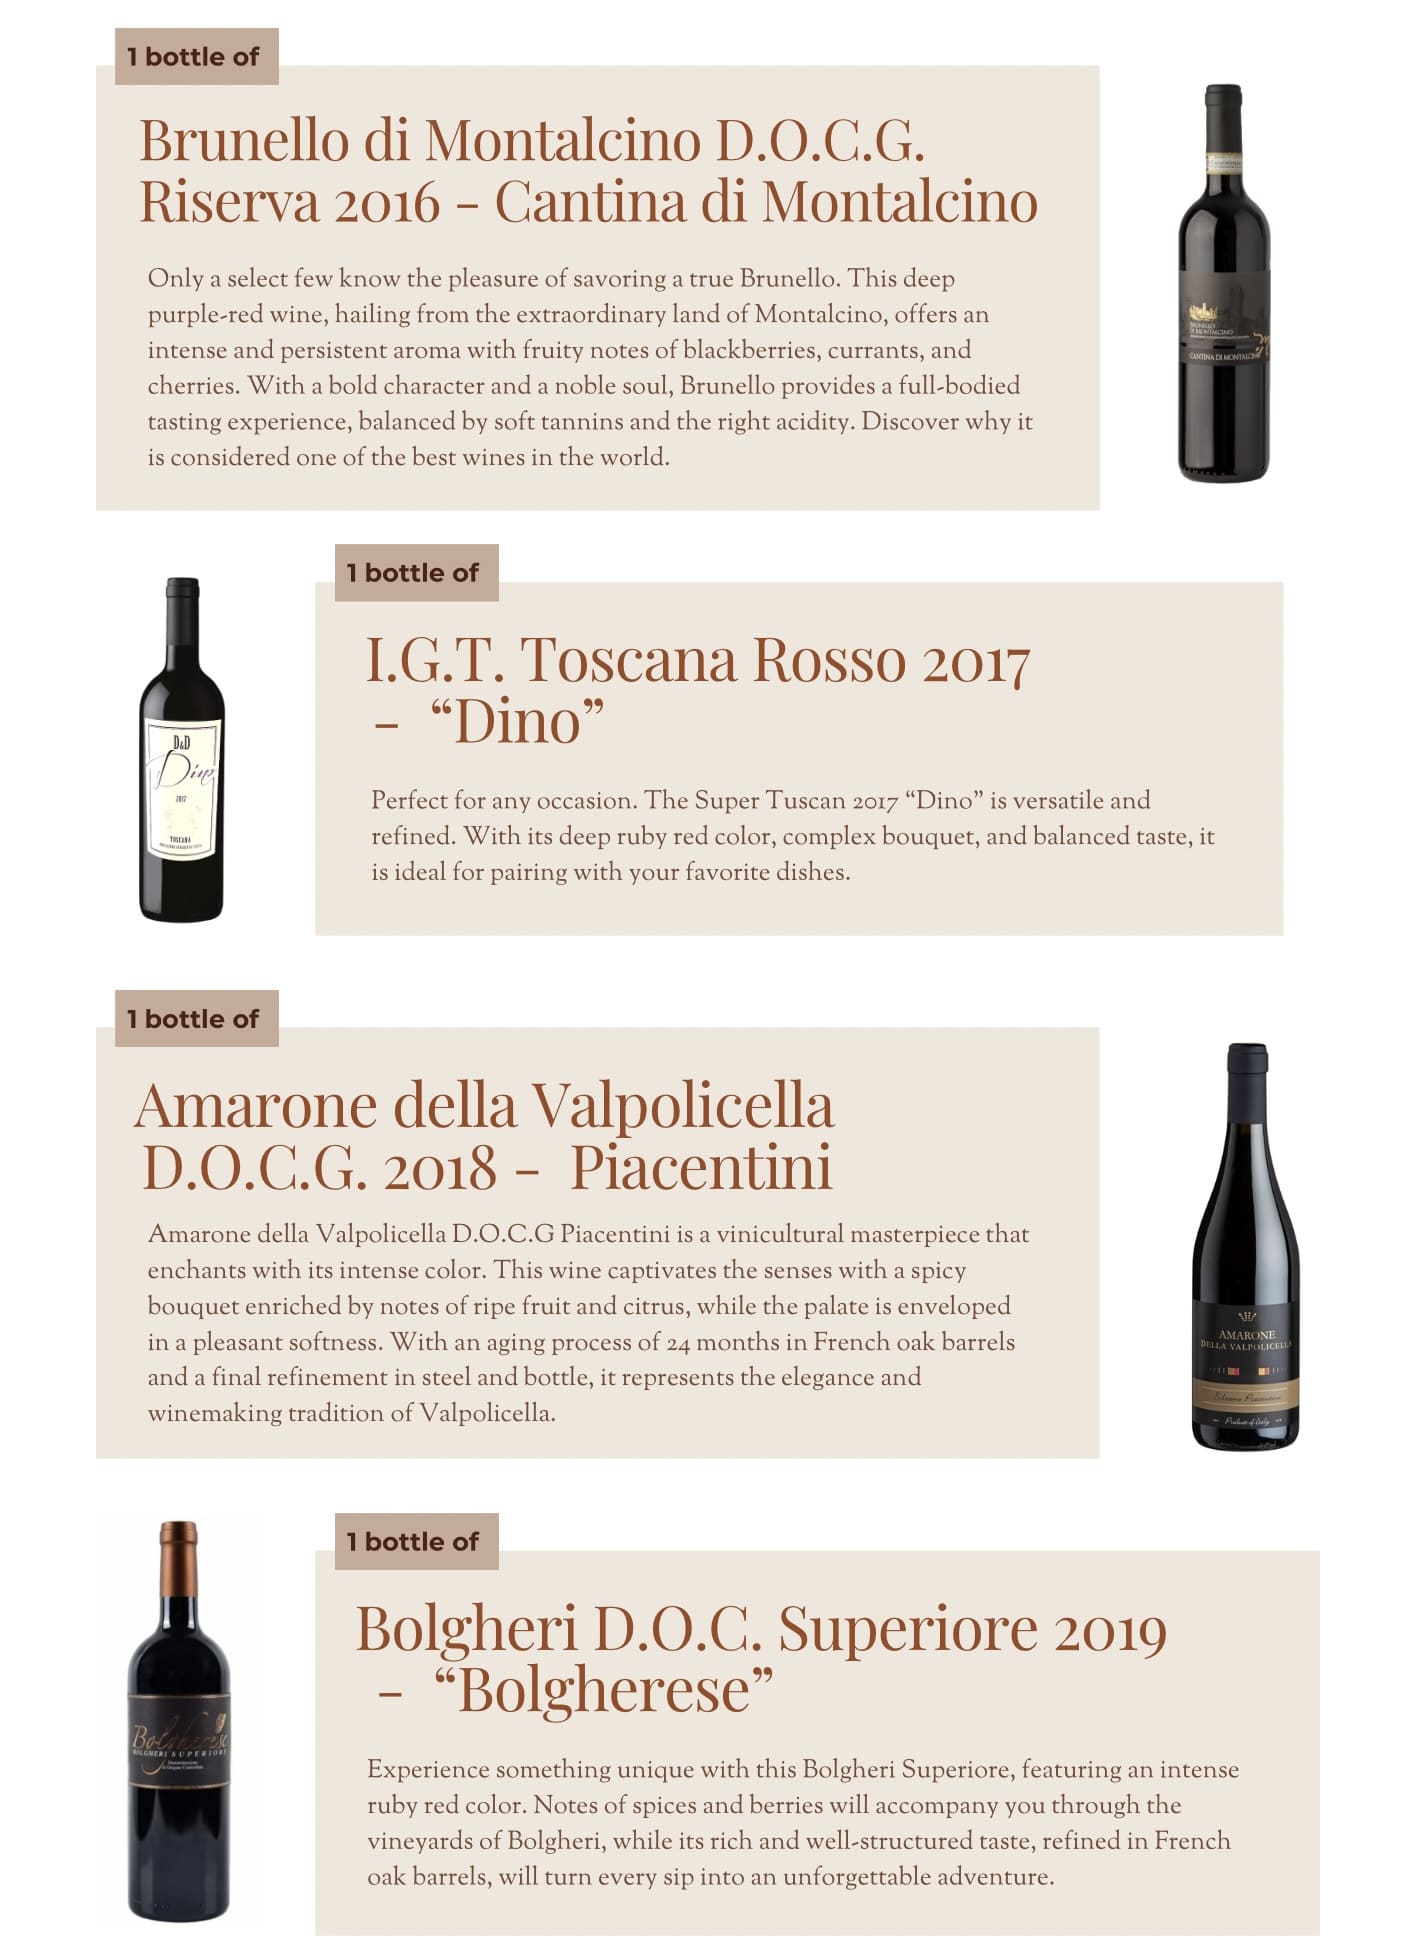 1 bottle of
Brunello di Montalcino D.O.C.G.
Riserva 2016 - Cantina di Montalcino
Only a select few know the pleasure of savoring a true Brunello. This deep
purple-red wine, hailing from the extraordinary land of Montalcino, offers an
intense and persistent aroma with fruity notes of blackberries, currants, and
cherries. With a bold character and a noble soul, Brunello provides a full-bodied
tasting experience, balanced by soft tannins and the right acidity. Discover why it
is considered one of the best wines in the world.
BRUNELLO
DI MONTALCINO
CANTINA DI MONTALCINO
1 bottle of
I.G.T. Toscana Rosso 2017
- “Dino”
Perfect for any occasion. The Super Tuscan 2017 “Dino” is versatile and
refined. With its deep ruby red color, complex bouquet, and balanced taste, it
is ideal for pairing with your favorite dishes.
D&D
Dino
2017
TOSCANA
1 bottle of
Amarone della Valpolicella
D.O.C.G. 2018 - Piacentini
Amarone della Valpolicella D.O.C.G Piacentini is a vinicultural masterpiece that
enchants with its intense color. This wine captivates the senses with a spicy
bouquet enriched by notes of ripe fruit and citrus, while the palate is enveloped
in a pleasant softness. With an aging process of 24 months in French oak barrels
and a final refinement in steel and bottle, it represents the elegance and
winemaking tradition of Valpolicella.
AMARONE
DELLA VALPOLICELLA
Piacentini
Product of Italy
1 bottle of
Bolgheri D.O.C. Superiore 2019
- “Bolgherese”
Experience something unique with this Bolgheri Superiore, featuring an intense
ruby red color. Notes of spices and berries will accompany you through the
vineyards of Bolgheri, while its rich and well-structured taste, refined in French
oak barrels, will turn every sip into an unforgettable adventure.
Bolgherese
BOLGHERI SUPERIORE
Denominazione
di Origine Controllata